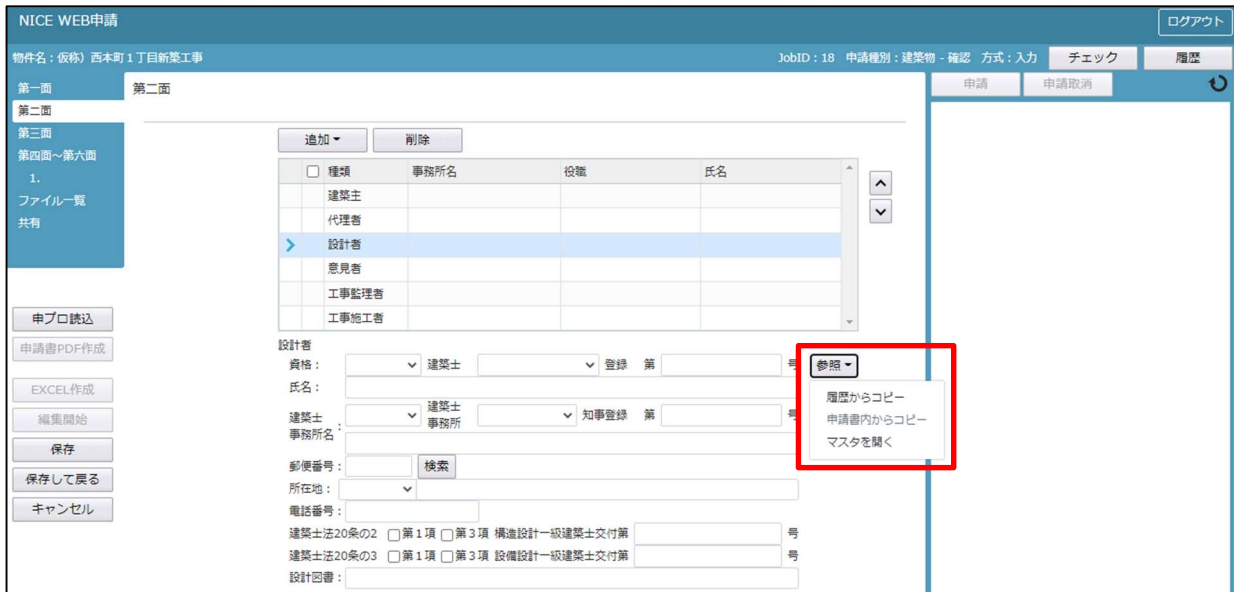 NICE WEB申請
ログアウト
物件名：仮称）西本町１丁目新築工事
JobID：18 申請種別：建築物 - 確認 方式：入力
チェック
履歴
第一面
第二面
第三面
第四面～第六面
1.
ファイル一覧
共有
第二面
申請
申請取消
追加
削除
種類 事務所名 役職 氏名
建築主
代理者
設計者
意見者
工事監理者
工事施工者
申プロ読込
申請書PDF作成
EXCEL作成
編集開始
保存
保存して戻る
キャンセル
設計者
資格： 建築士 登録 第 号
参照
履歴からコピー
申請書内からコピー
マスタを開く
氏名：
建築士事務所名： 建築士事務所 知事登録 第 号
郵便番号： 検索
所在地：
電話番号：
建築士法20条の2 第１項 第３項 構造設計一級建築士交付第 号
建築士法20条の3 第１項 第３項 設備設計一級建築士交付第 号
設計図書：